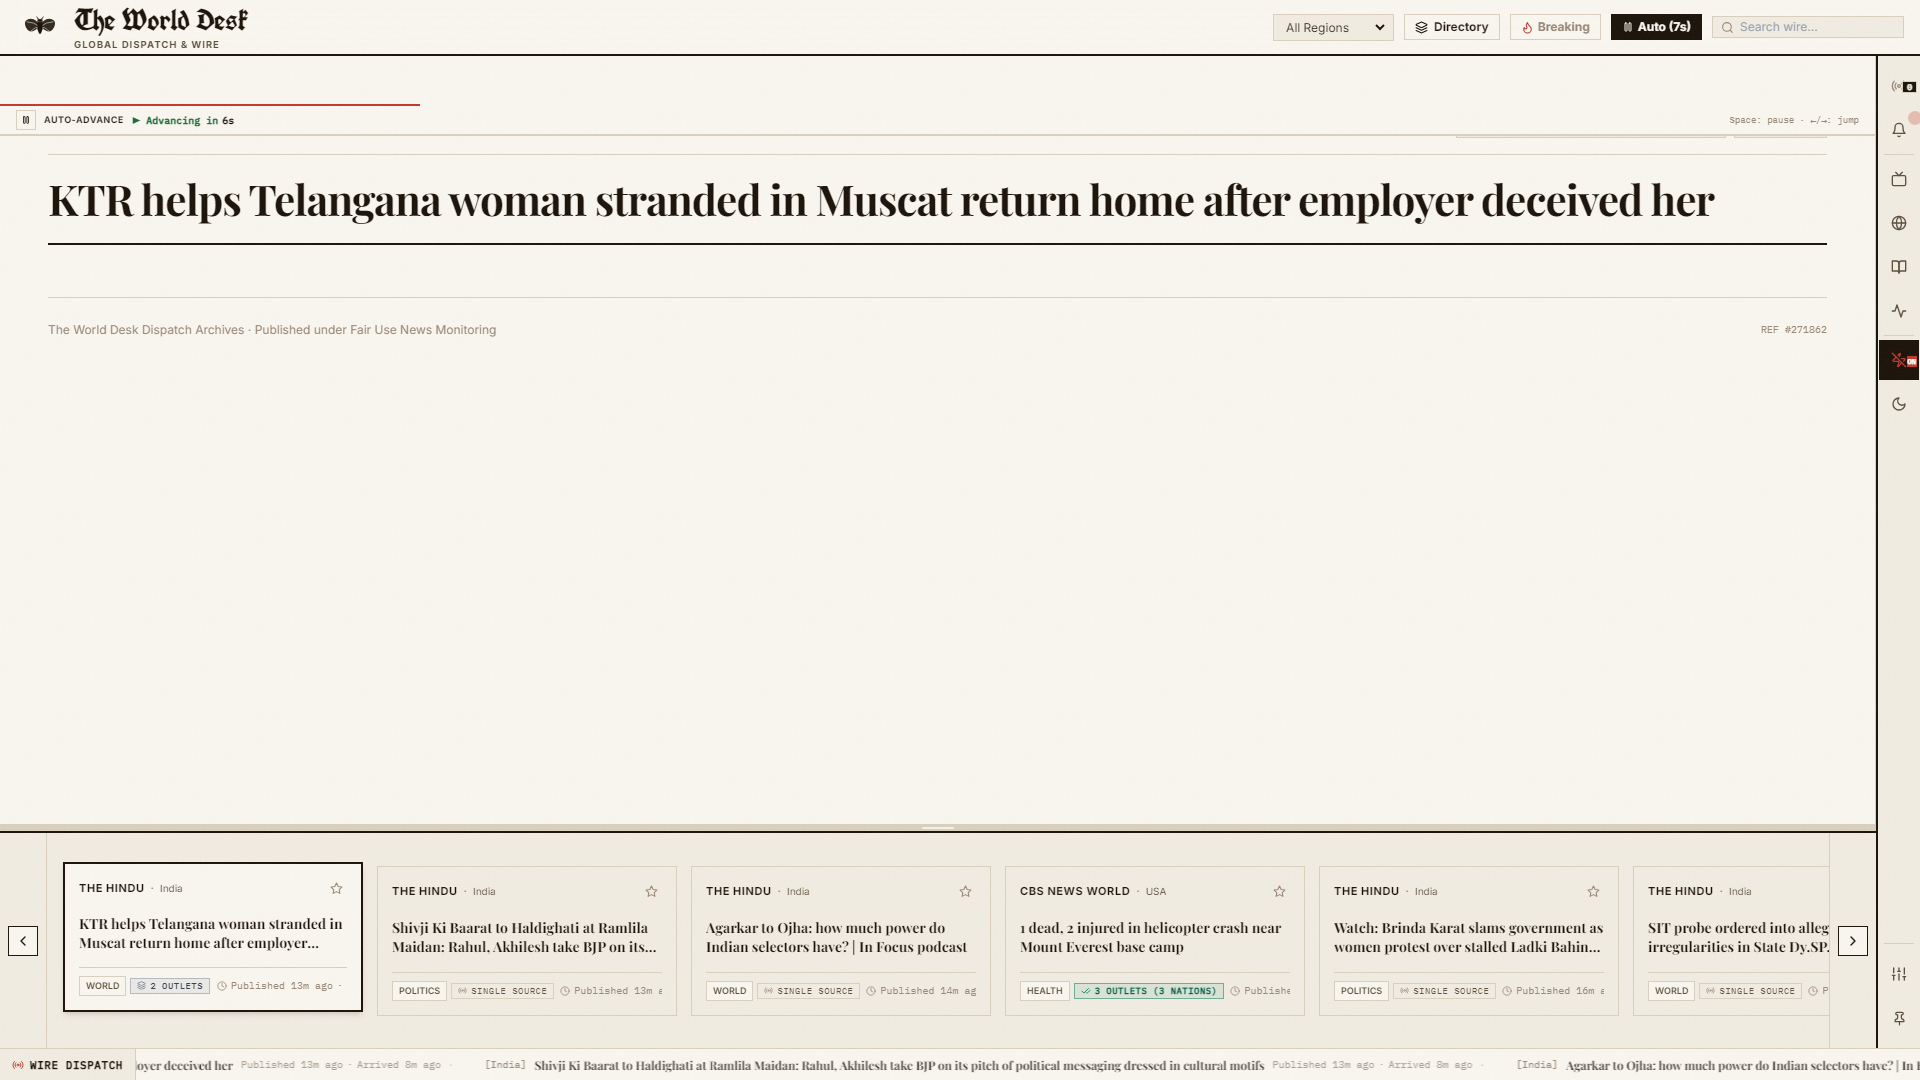 The World Desk
GLOBAL DISPATCH & WIRE
All Regions
Directory
Breaking
Auto (7s)
Search wire...
AUTO-ADVANCE
Advancing in 6s
Space: pause · ←/→: jump
KTR helps Telangana woman stranded in Muscat return home after employer deceived her
The World Desk Dispatch Archives · Published under Fair Use News Monitoring
REF #271862
ON
THE HINDU · India
KTR helps Telangana woman stranded in
Muscat return home after employer...
WORLD
2 OUTLETS
Published 13m ago ·
THE HINDU · India
Shivji Ki Baarat to Haldighati at Ramlila
Maidan: Rahul, Akhilesh take BJP on its...
POLITICS
SINGLE SOURCE
Published 13m
THE HINDU · India
Agarkar to Ojha: how much power do
Indian selectors have? | In Focus podcast
WORLD
SINGLE SOURCE
Published 14m ag
CBS NEWS WORLD · USA
1 dead, 2 injured in helicopter crash near
Mount Everest base camp
HEALTH
3 OUTLETS (3 NATIONS)
Publishe
THE HINDU · India
Watch: Brinda Karat slams government as
women protest over stalled Ladki Bahin...
POLITICS
SINGLE SOURCE
Published 16m
THE HINDU · India
SIT probe ordered into alleg
irregularities in State Dy.SP.
WORLD
SINGLE SOURCE
P
WIRE DISPATCH
loyer deceived her Published 13m ago · Arrived 8m ago · [India] Shivji Ki Baarat to Haldighati at Ramlila Maidan: Rahul, Akhilesh take BJP on its pitch of political messaging dressed in cultural motifs Published 13m ago · Arrived 8m ago · [India] Agarkar to Ojha: how much power do Indian selectors have? | In